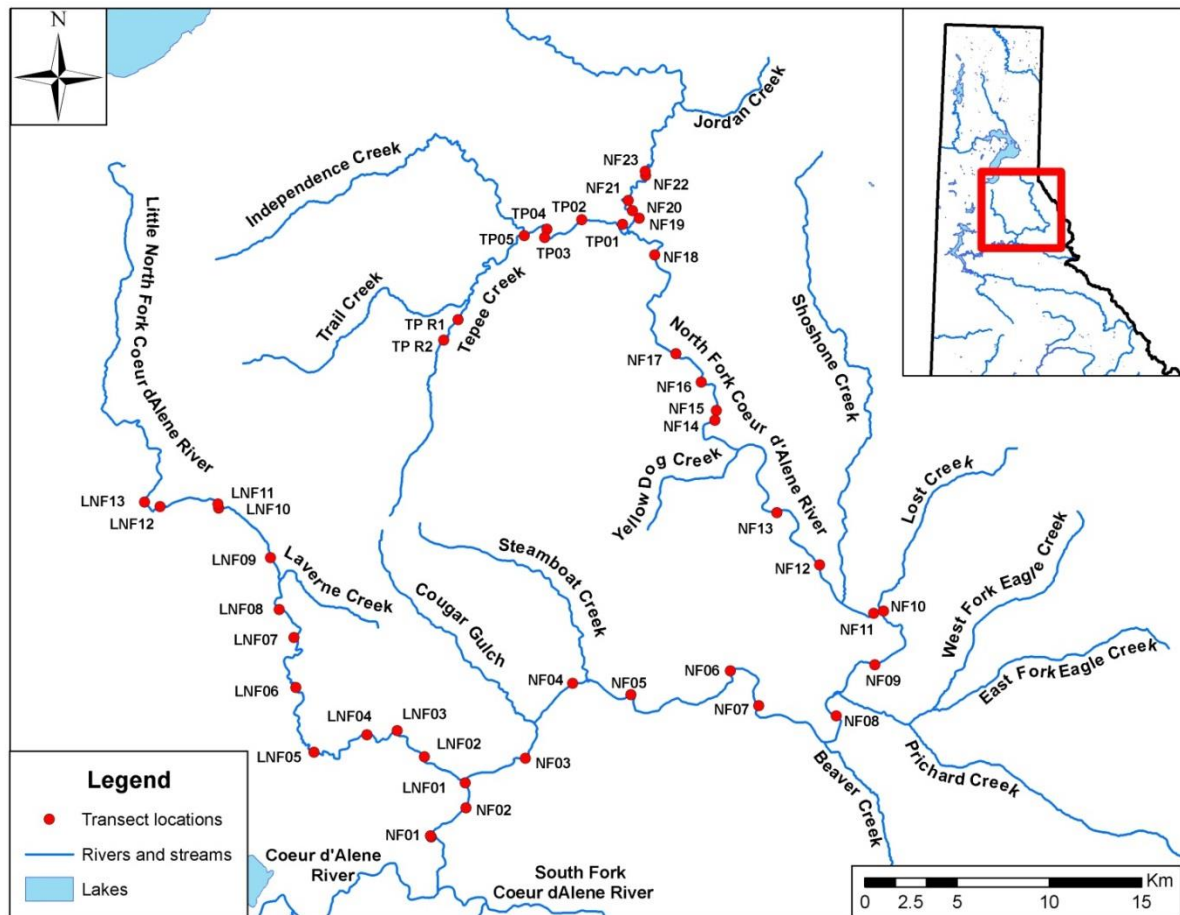 N
Jordan Creek
Independence Creek
NF23
NF22
NF21
NF20
NF19
TP02
TP04
TP05
TP03
TP01
NF18
Little North Fork Coeur dAlene River
Trail Creek
Tepee Creek
TP R1
TP R2
Shoshone Creek
North Fork Coeur d'Alene River
NF17
NF16
NF15
NF14
Yellow Dog Creek
Lost Creek
LNF13
LNF12
LNF11
LNF10
NF13
Steamboat Creek
West Fork Eagle Creek
LNF09
Laverne Creek
NF12
LNF08
Cougar Gulch
NF10
NF11
East Fork Eagle Creek
LNF07
LNF06
NF04
NF05
NF06
NF09
NF07
NF08
LNF04
LNF03
LNF05
LNF02
NF03
Prichard Creek
Beaver Creek
LNF01
NF02
NF01
Legend
Transect locations
Rivers and streams
Lakes
Coeur d'Alene
River
South Fork
Coeur dAlene River
Km
0 2.5 5 10 15